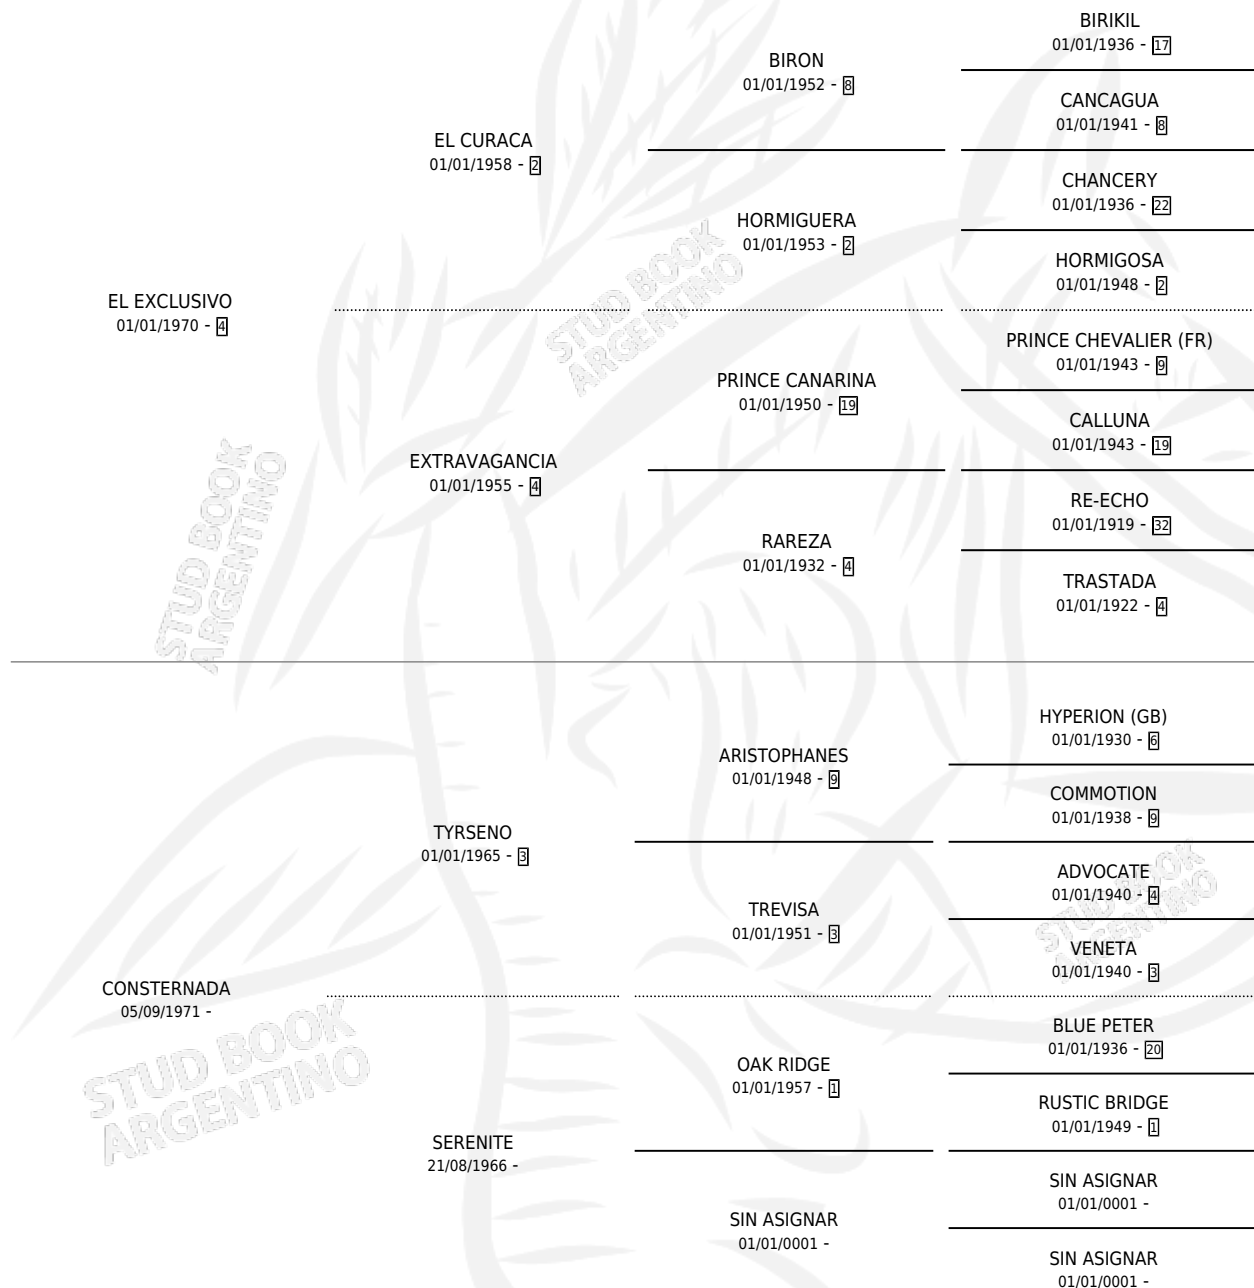 BIRIKIL
01/01/1936 - 17
BIRON
01/01/1952 - 8
CANCAGUA
01/01/1941 - 8
EL CURACA
01/01/1958 - 2
CHANCERY
01/01/1936 - 22
HORMIGUERA
01/01/1953 - 2
HORMIGOSA
01/01/1948 - 2
EL EXCLUSIVO
01/01/1970 - 4
PRINCE CHEVALIER (FR)
01/01/1943 - 9
PRINCE CANARINA
01/01/1950 - 19
CALLUNA
01/01/1943 - 19
EXTRAVAGANCIA
01/01/1955 - 4
RE-ECHO
01/01/1919 - 32
RAREZA
01/01/1932 - 4
TRASTADA
01/01/1922 - 4
HYPERION (GB)
01/01/1930 - 6
ARISTOPHANES
01/01/1948 - 9
COMMOTION
01/01/1938 - 9
TYRSENO
01/01/1965 - 3
ADVOCATE
01/01/1940 - 4
TREVISA
01/01/1951 - 3
VENETA
01/01/1940 - 3
CONSTERNADA
05/09/1971 -
BLUE PETER
01/01/1936 - 20
OAK RIDGE
01/01/1957 - 1
RUSTIC BRIDGE
01/01/1949 - 1
SERENITE
21/08/1966 -
SIN ASIGNAR
01/01/0001 -
SIN ASIGNAR
01/01/0001 -
SIN ASIGNAR
01/01/0001 -
STUD BOOK
ARGENTINO
STUD BOOK
ARGENTINO
STUD BOOK
ARGENTINO
STUD BOOK
ARGENTINO